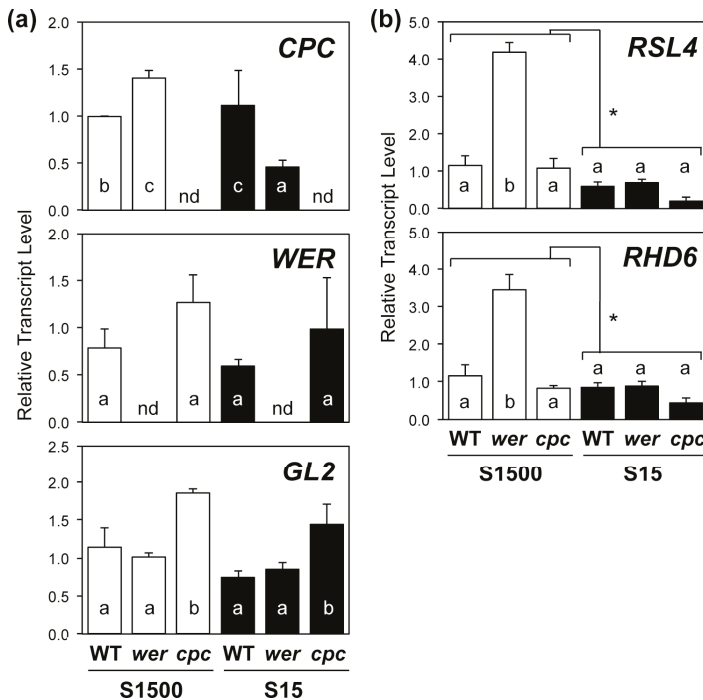 (a)
Relative Transcript Level
CPC
2.0
1.5
1.0
0.5
0.0
b c nd c a nd
WER
2.0
1.5
1.0
0.5
0.0
a nd a a nd a
GL2
2.5
2.0
1.5
1.0
0.5
0.0
a a b a a b
WT wer cpc WT wer cpc
S1500 S15
(b)
Relative Transcript Level
RSL4
5.0
4.0
3.0
2.0
1.0
0.0
*
a a a
a b a
RHD6
5.0
4.0
3.0
2.0
1.0
0.0
*
a a a
a b a
WT wer cpc WT wer cpc
S1500 S15